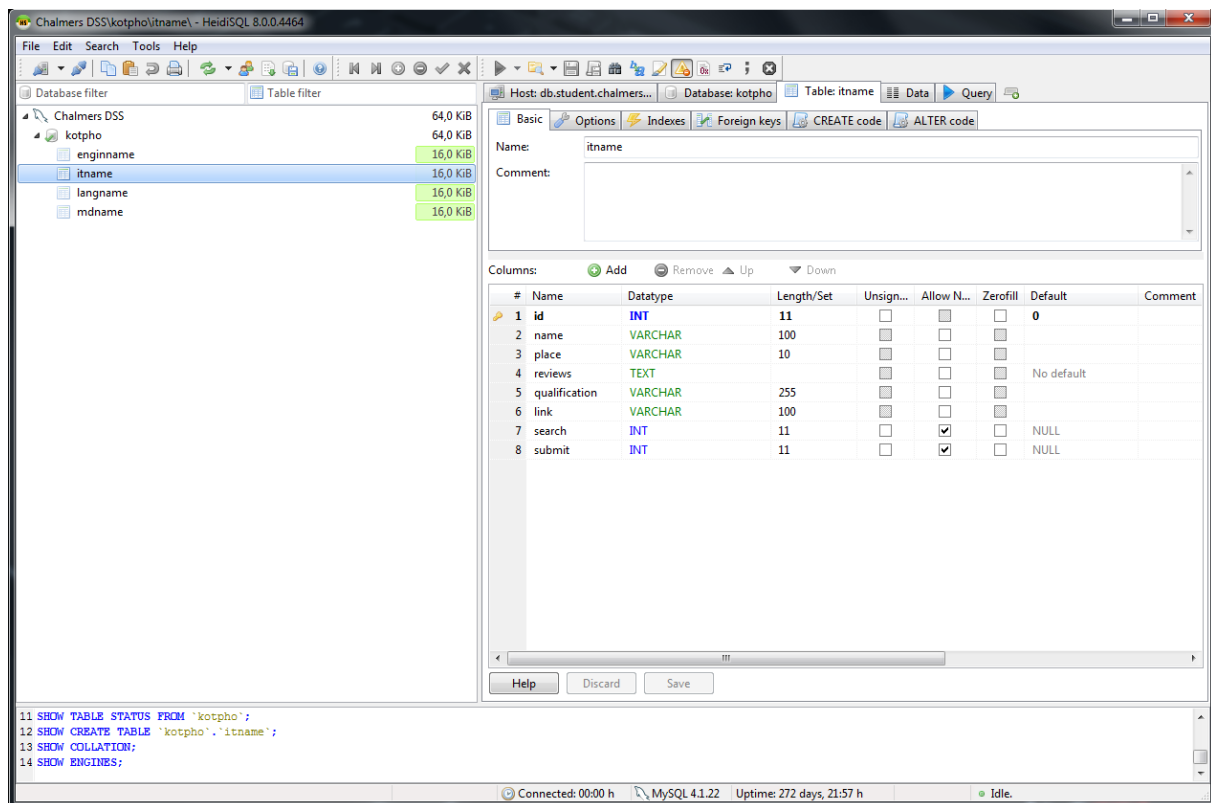 Chalmers DSS\kotpho\itname\ - HeidiSQL 8.0.0.4464
File Edit Search Tools Help
Database filter Table filter
Chalmers DSS 64,0 KiB
kotpho 64,0 KiB
enginname 16,0 KiB
itname 16,0 KiB
langname 16,0 KiB
mdname 16,0 KiB
Host: db.student.chalmers... Database: kotpho Table: itname Data Query
Basic Options Indexes Foreign keys CREATE code ALTER code
Name: itname
Comment:
Columns: Add Remove Up Down
# Name Datatype Length/Set Unsign... Allow N... Zerofill Default Comment
1 id INT 11 0
2 name VARCHAR 100
3 place VARCHAR 10
4 reviews TEXT No default
5 qualification VARCHAR 255
6 link VARCHAR 100
7 search INT 11 NULL
8 submit INT 11 NULL
Help Discard Save
11 SHOW TABLE STATUS FROM `kotpho`;
12 SHOW CREATE TABLE `kotpho`.`itname`;
13 SHOW COLLATION;
14 SHOW ENGINES;
Connected: 00:00 h MySQL 4.1.22 Uptime: 272 days, 21:57 h Idle.